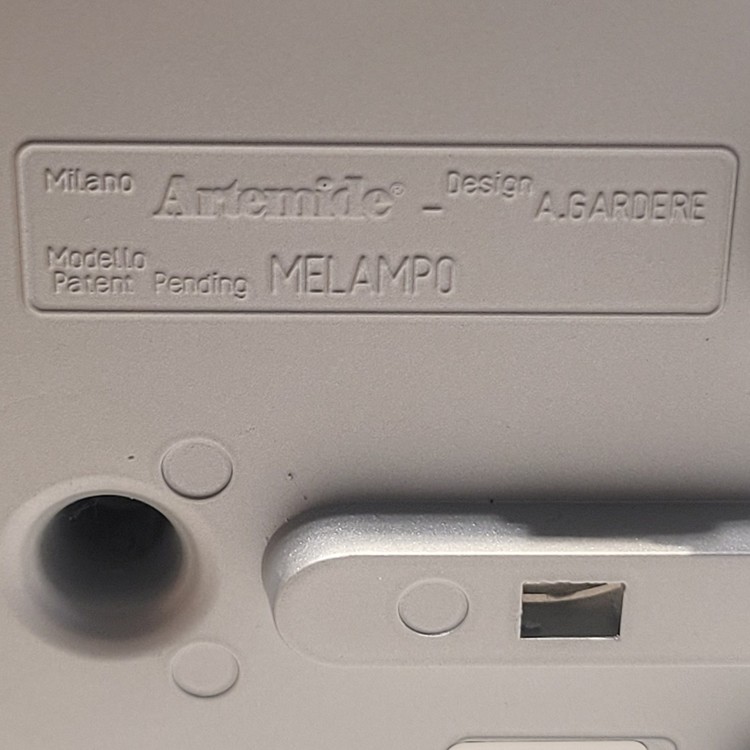 Milano Artemide® - Design A.GARDERE
Modello
Patent Pending MELAMPO